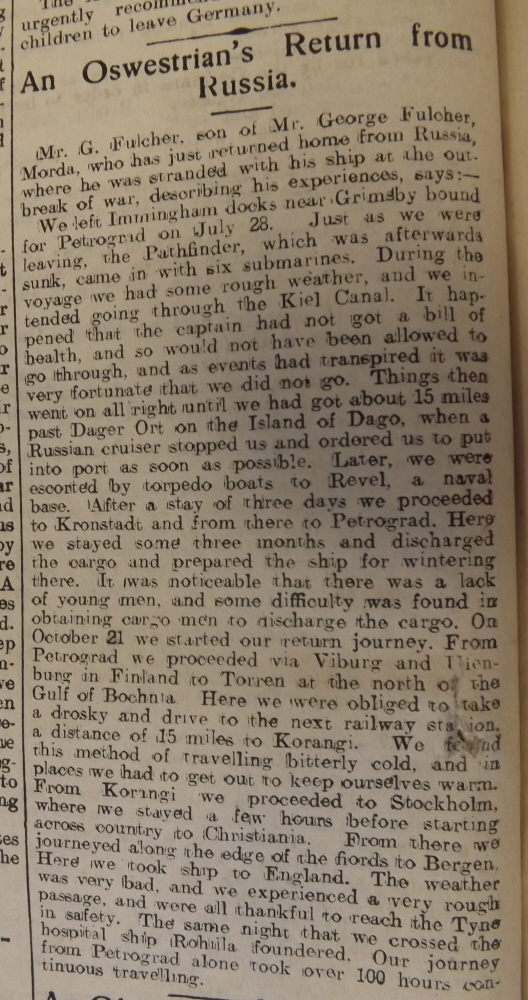 urgently recomm
children to leave Germany.
An Oswestrian's Return from
Russia.
Mr. G. Fulcher, son of Mr. George Fulcher,
Morda, who has just returned home from Russia,
where he was stranded with his ship at the out-
break of war, describing his experiences, says:—
We left Immingham docks near Grimsby bound
for Petrograd on July 28. Just as we were
leaving, the Pathfinder, which was afterwards
sunk, came in with six submarines. During the
voyage we had some rough weather, and we in-
tended going through the Kiel Canal. It hap-
pened that the captain had not got a bill of
health, and so would not have been allowed to
go through, and as events had transpired it was
very fortunate that we did not go. Things then
went on all right until we had got about 15 miles
past Dager Ort on the Island of Dago, when a
Russian cruiser stopped us and ordered us to put
into port as soon as possible. Later, we were
escorted by torpedo boats to Revel, a naval
base. After a stay of three days we proceeded
to Kronstadt and from there to Petrograd. Here
we stayed some three months and discharged
the cargo and prepared the ship for wintering
there. It was noticeable that there was a lack
of young men, and some difficulty was found in
obtaining cargo men to discharge the cargo. On
October 21 we started our return journey. From
Petrograd we proceeded via Viburg and
burg in Finland to Torren at the north of the
Gulf of Bochnia. Here we were obliged to take
a drosky and drive to the next railway station,
a distance of 15 miles to Korangi. We found
this method of travelling bitterly cold, and in
places we had to get out to keep ourselves warm.
From Korangi we proceeded to Stockholm,
where we stayed a few hours before starting
across country to Christiania. From there we
journeyed along the edge of the fiords to Bergen.
Here we took ship to England. The weather
was very bad, and we experienced a very rough
passage, and were all thankful to reach the Tyne
in safety. The same night that we crossed the
hospital ship Rohilla foundered. Our journey
from Petrograd alone took over 100 hours con-
tinuous travelling.